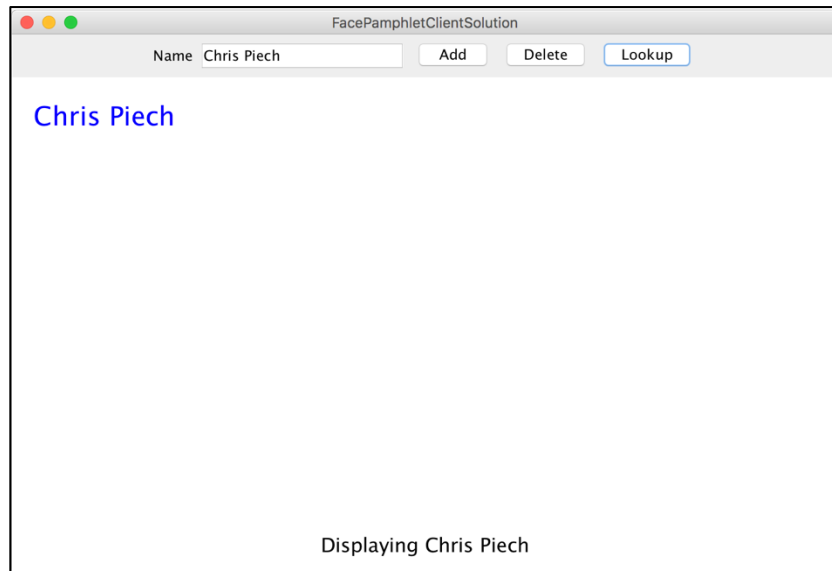 FacePamphletClientSolution
Name Chris Piech Add Delete Lookup
Chris Piech
Displaying Chris Piech